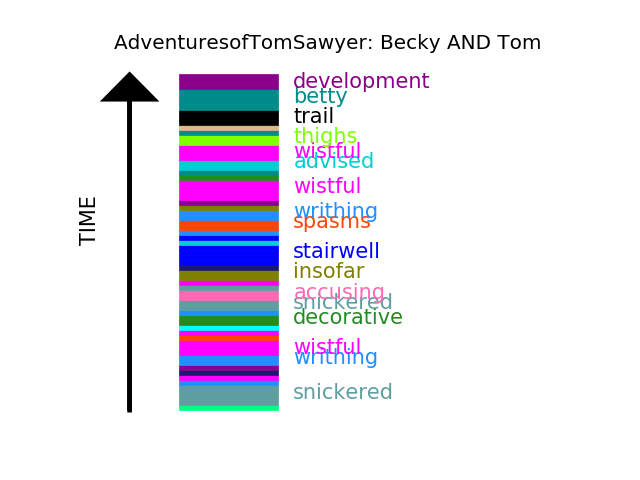 AdventuresofTomSawyer: Becky AND Tom
development
betty
trail
thighs
wistful
advised
wistful
writhing
spasms
stairwell
insofar
accusing
snickered
decorative
wistful
writhing
snickered
TIME